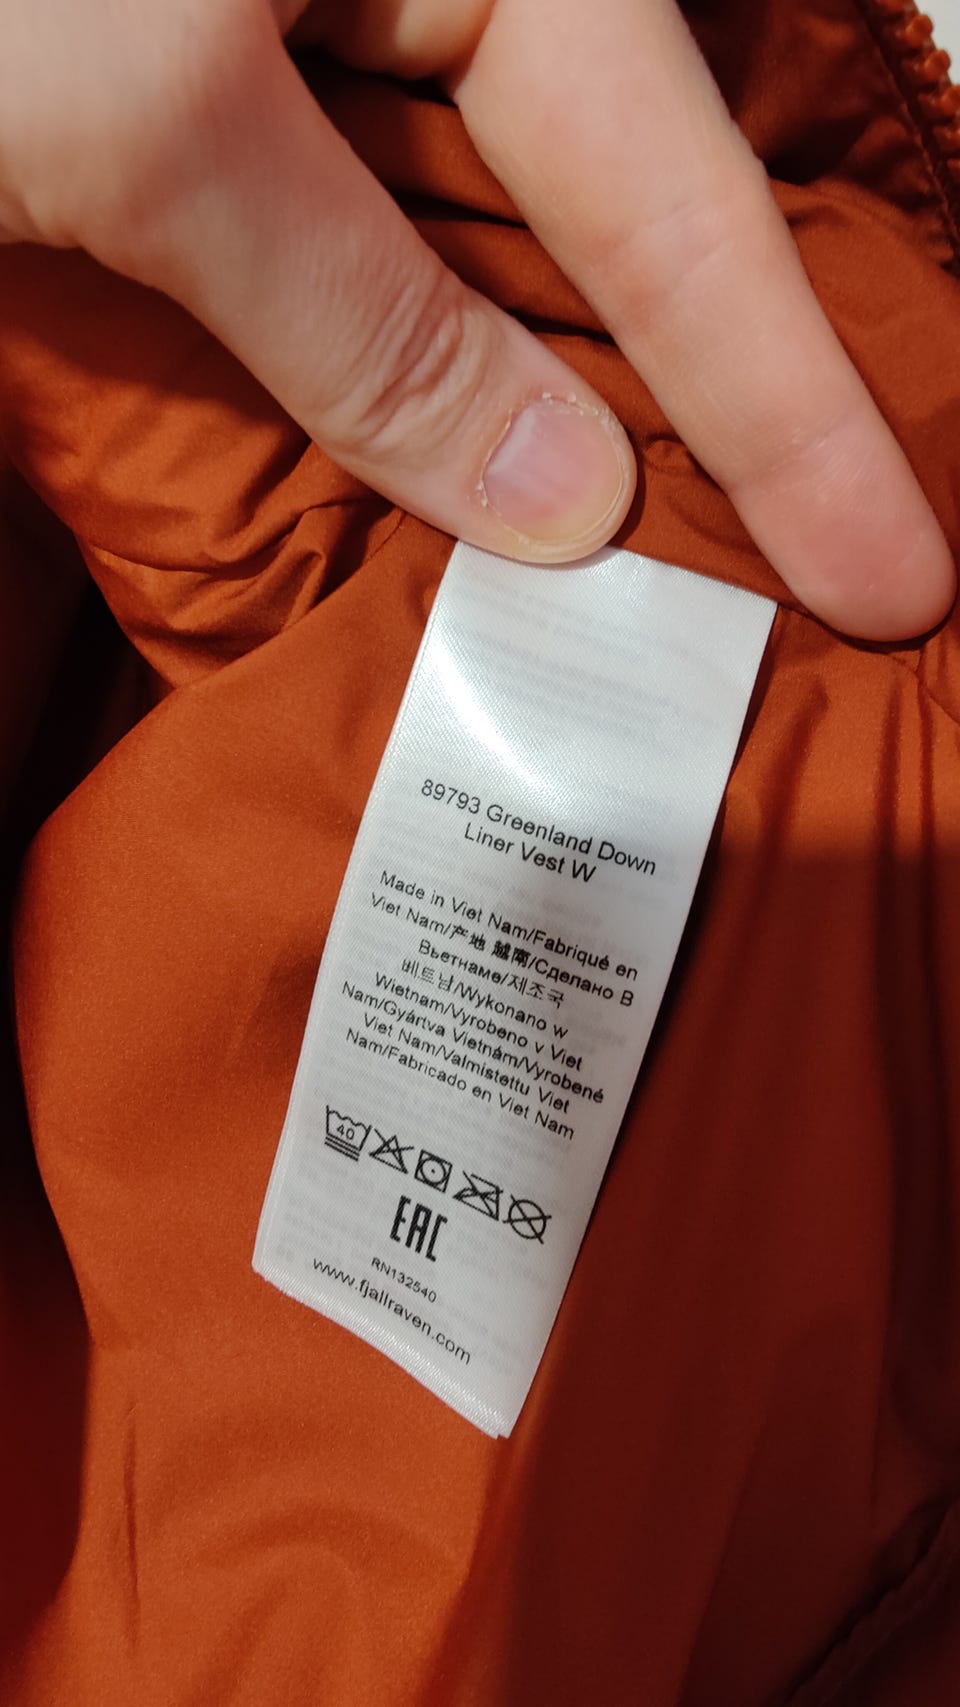 89793 Greenland Down
Liner Vest W
Made in Viet Nam/Fabriqué en
Viet Nam/产地 越南/Сделано В
Вьетнаме/제조국
베트남/Wykonano w
Wietnam/Vyrobeno v Viet
Nam/Gyártva Vietnám/Vyrobené
Viet Nam/Valmistettu Viet
Nam/Fabricado en Viet Nam
40
EAC
RN132540
www.fjallraven.com